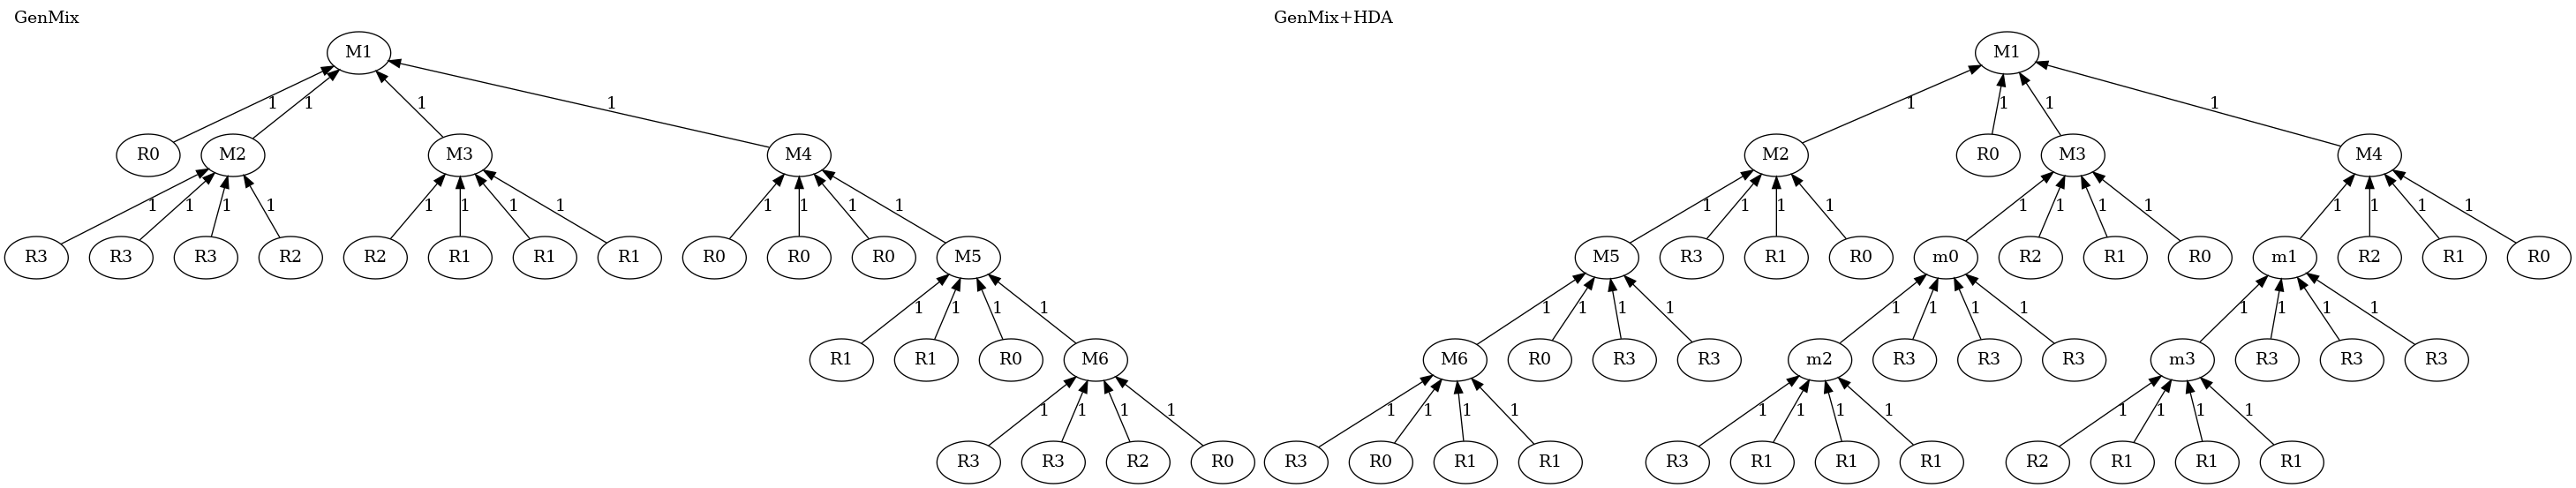 GenMix GenMix+HDA
M1 M1
1 1 1 1 1 1 1 1
R0 M2 M3 M4 M2 R0 M3 M4
1 1 1 1 1 1 1 1 1 1 1 1 1 1 1 1 1 1 1 1 1 1 1 1
R3 R3 R3 R2 R2 R1 R1 R1 R0 R0 R0 M5 M5 R3 R1 R0 m0 R2 R1 R0 m1 R2 R1 R0
1 1 1 1 1 1 1 1 1 1 1 1 1 1 1 1
R1 R1 R0 M6 M6 R0 R3 R3 m2 R3 R3 R3 m3 R3 R3 R3
1 1 1 1 1 1 1 1 1 1 1 1 1 1 1 1
R3 R3 R2 R0 R3 R0 R1 R1 R3 R1 R1 R1 R2 R1 R1 R1